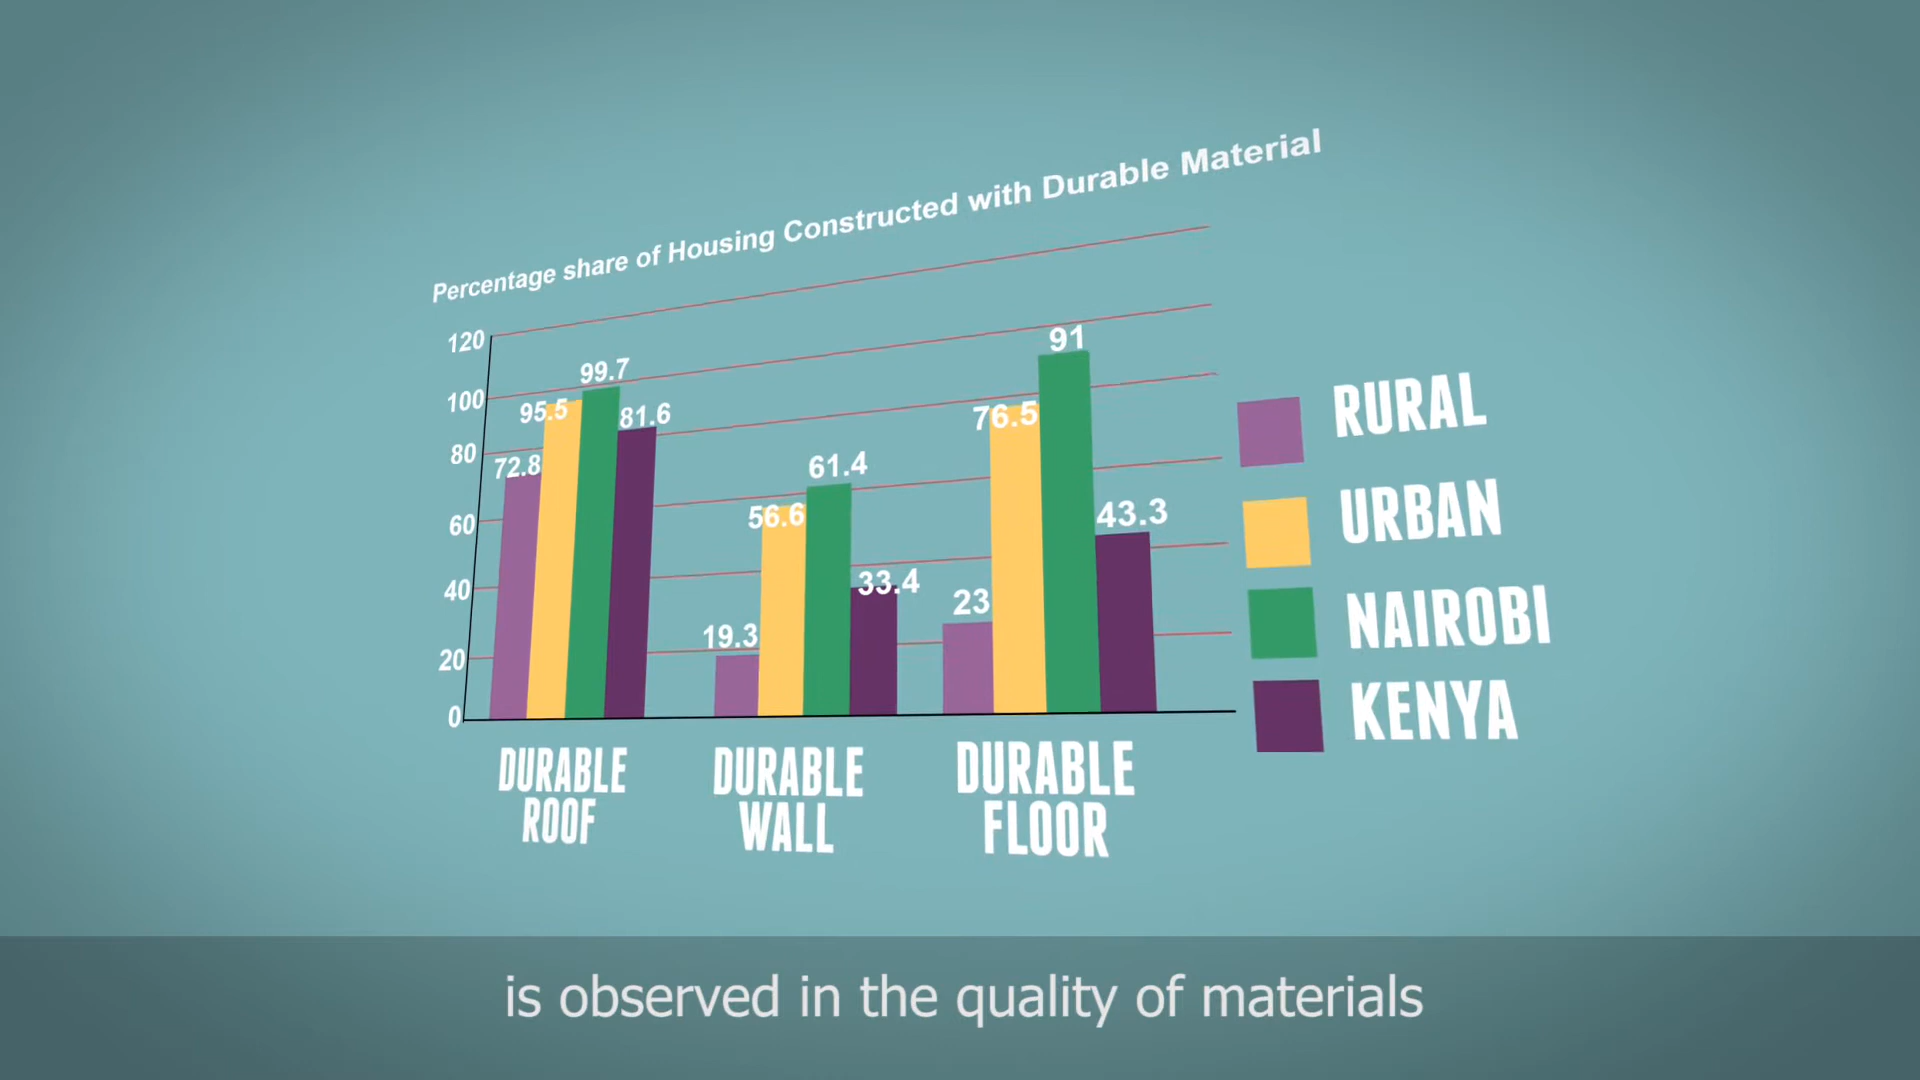 Percentage share of Housing Constructed with Durable Material
120
100
80
60
40
20
0
72.8
95.5
99.7
81.6
19.3
56.6
61.4
33.4
23
76.5
91
43.3
DURABLE
ROOF
DURABLE
WALL
DURABLE
FLOOR
RURAL
URBAN
NAIROBI
KENYA
is observed in the quality of materials